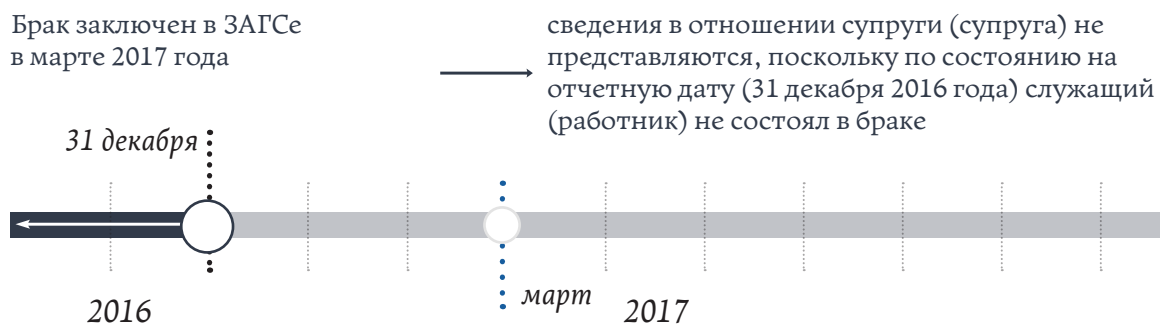 Брак заключен в ЗАГСе
в марте 2017 года
сведения в отношении супруги (супруга) не
представляются, поскольку по состоянию на
отчетную дату (31 декабря 2016 года) служащий
(работник) не состоял в браке
31 декабря
март
2016
2017